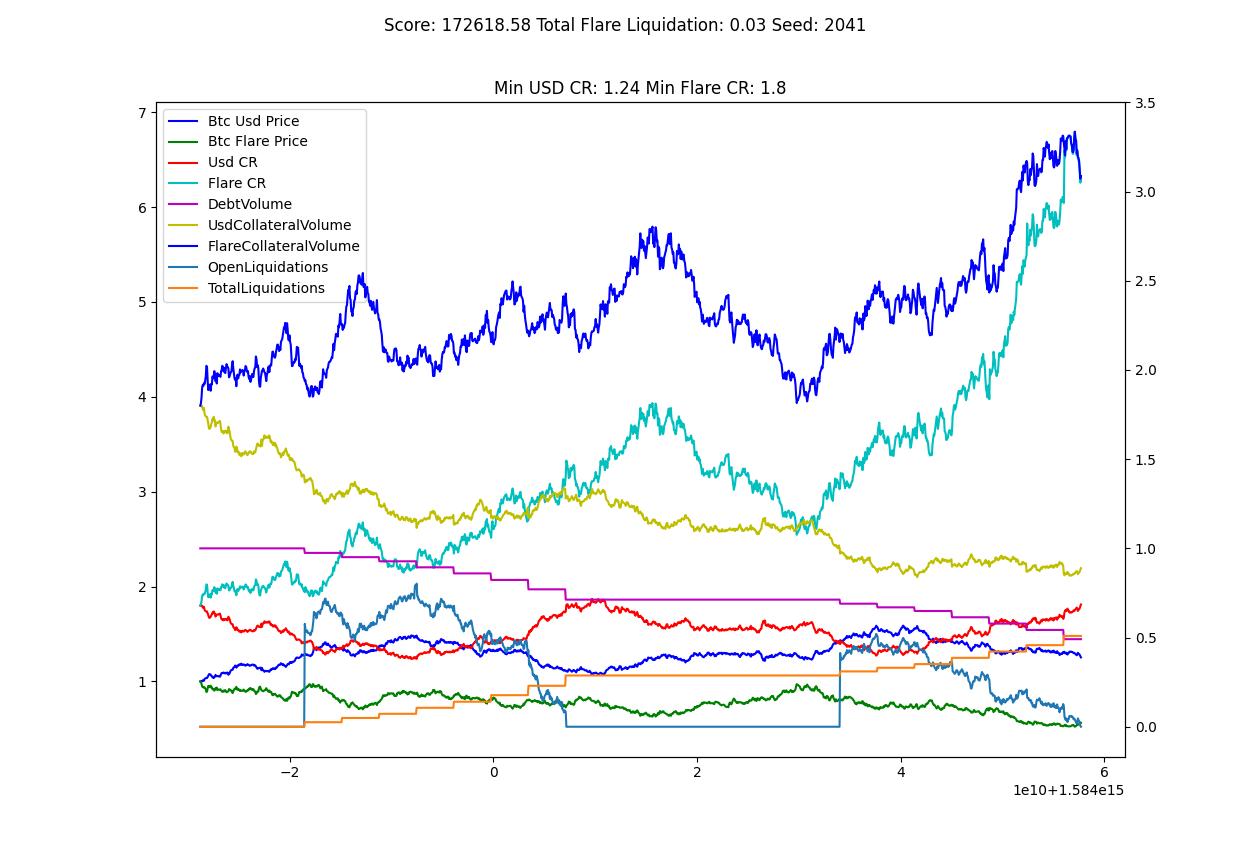 Score: 172618.58 Total Flare Liquidation: 0.03 Seed: 2041
Min USD CR: 1.24 Min Flare CR: 1.8
Btc Usd Price
Btc Flare Price
Usd CR
Flare CR
DebtVolume
UsdCollateralVolume
FlareCollateralVolume
OpenLiquidations
TotalLiquidations
7
6
5
4
3
2
1
3.5
3.0
2.5
2.0
1.5
1.0
0.5
0.0
−2
0
2
4
6
1e10+1.584e15